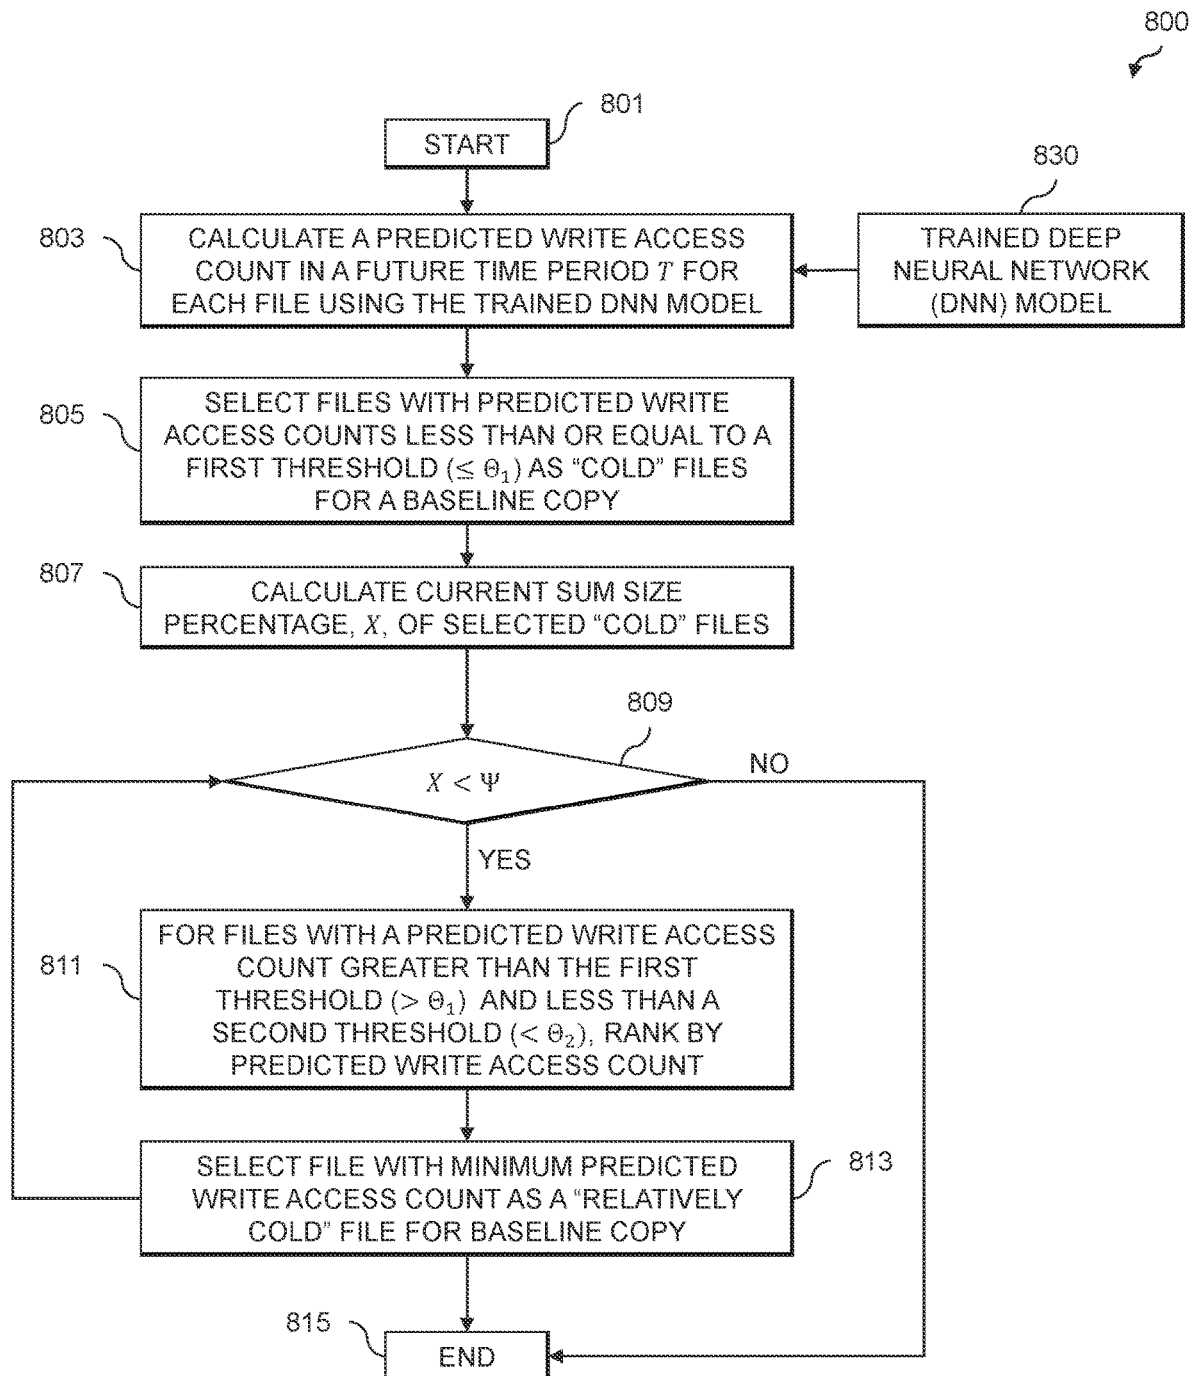 800
801
START
830
803
CALCULATE A PREDICTED WRITE ACCESS
COUNT IN A FUTURE TIME PERIOD T FOR
EACH FILE USING THE TRAINED DNN MODEL
TRAINED DEEP
NEURAL NETWORK
(DNN) MODEL
805
SELECT FILES WITH PREDICTED WRITE
ACCESS COUNTS LESS THAN OR EQUAL TO A
FIRST THRESHOLD (≤ Θ₁) AS “COLD” FILES
FOR A BASELINE COPY
807
CALCULATE CURRENT SUM SIZE
PERCENTAGE, X, OF SELECTED “COLD” FILES
809
X < Ψ
NO
YES
811
FOR FILES WITH A PREDICTED WRITE ACCESS
COUNT GREATER THAN THE FIRST
THRESHOLD (> Θ₁) AND LESS THAN A
SECOND THRESHOLD (< Θ₂), RANK BY
PREDICTED WRITE ACCESS COUNT
813
SELECT FILE WITH MINIMUM PREDICTED
WRITE ACCESS COUNT AS A “RELATIVELY
COLD” FILE FOR BASELINE COPY
815
END